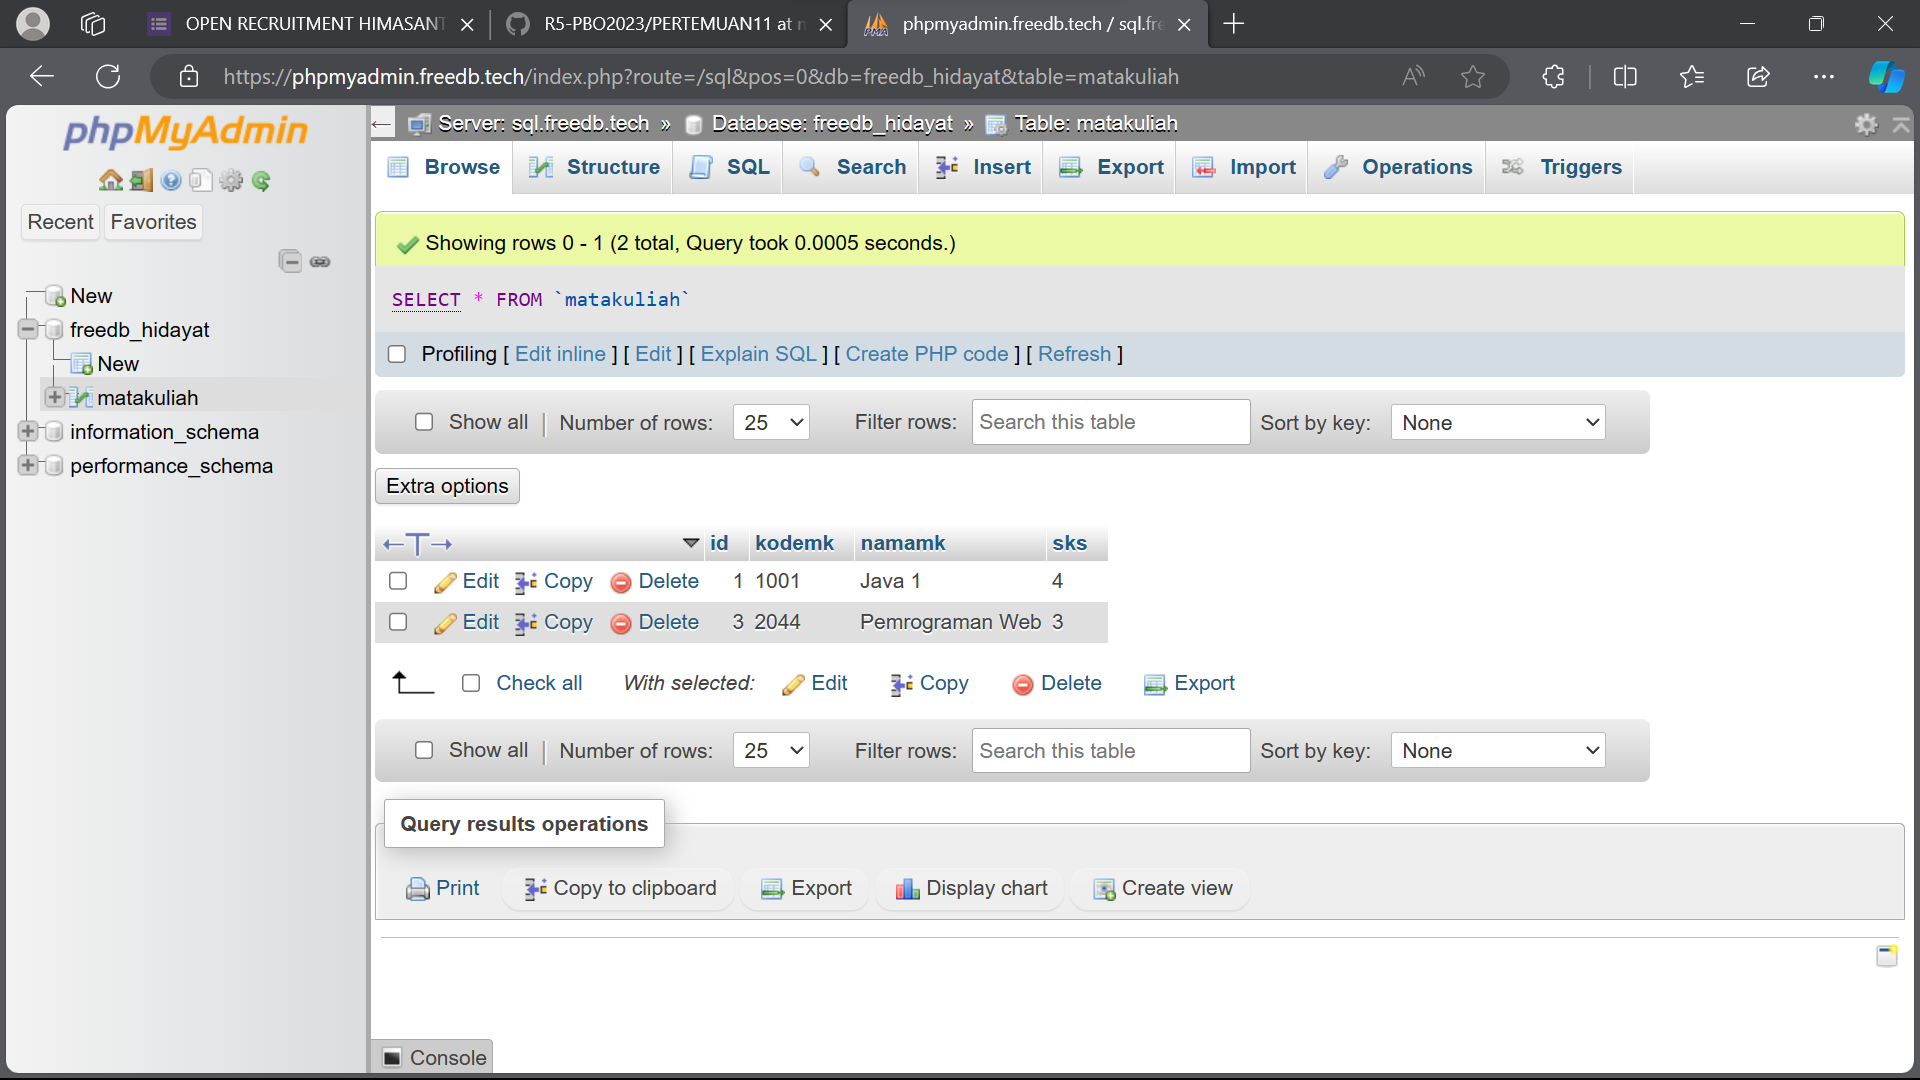 OPEN RECRUITMENT HIMASANT
R5-PBO2023/PERTEMUAN11 at
phpmyadmin.freedb.tech / sql.fre
https://phpmyadmin.freedb.tech/index.php?route=/sql&pos=0&db=freedb_hidayat&table=matakuliah
phpMyAdmin
Recent Favorites
New
freedb_hidayat
New
matakuliah
information_schema
performance_schema
Server: sql.freedb.tech » Database: freedb_hidayat » Table: matakuliah
Browse Structure SQL Search Insert Export Import Operations Triggers
Showing rows 0 - 1 (2 total, Query took 0.0005 seconds.)
SELECT * FROM `matakuliah`
Profiling [ Edit inline ] [ Edit ] [ Explain SQL ] [ Create PHP code ] [ Refresh ]
Show all | Number of rows: 25 Filter rows: Search this table Sort by key: None
Extra options
←T→ id kodemk namamk sks
Edit Copy Delete 1 1001 Java 1 4
Edit Copy Delete 3 2044 Pemrograman Web 3
Check all With selected: Edit Copy Delete Export
Show all | Number of rows: 25 Filter rows: Search this table Sort by key: None
Query results operations
Print Copy to clipboard Export Display chart Create view
Console